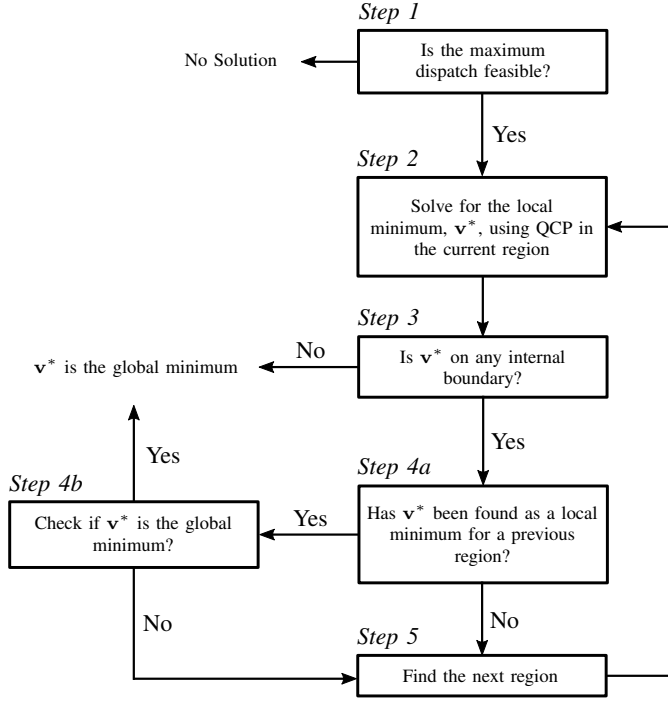 Step 1
No Solution
Is the maximum
dispatch feasible?
Yes
Step 2
Solve for the local
minimum, v*, using QCP in
the current region
Step 3
No
v* is the global minimum
Is v* on any internal
boundary?
Yes
Yes
Step 4a
Step 4b
Check if v* is the global
minimum?
Yes
Has v* been found as a local
minimum for a previous
region?
No
No
Step 5
Find the next region